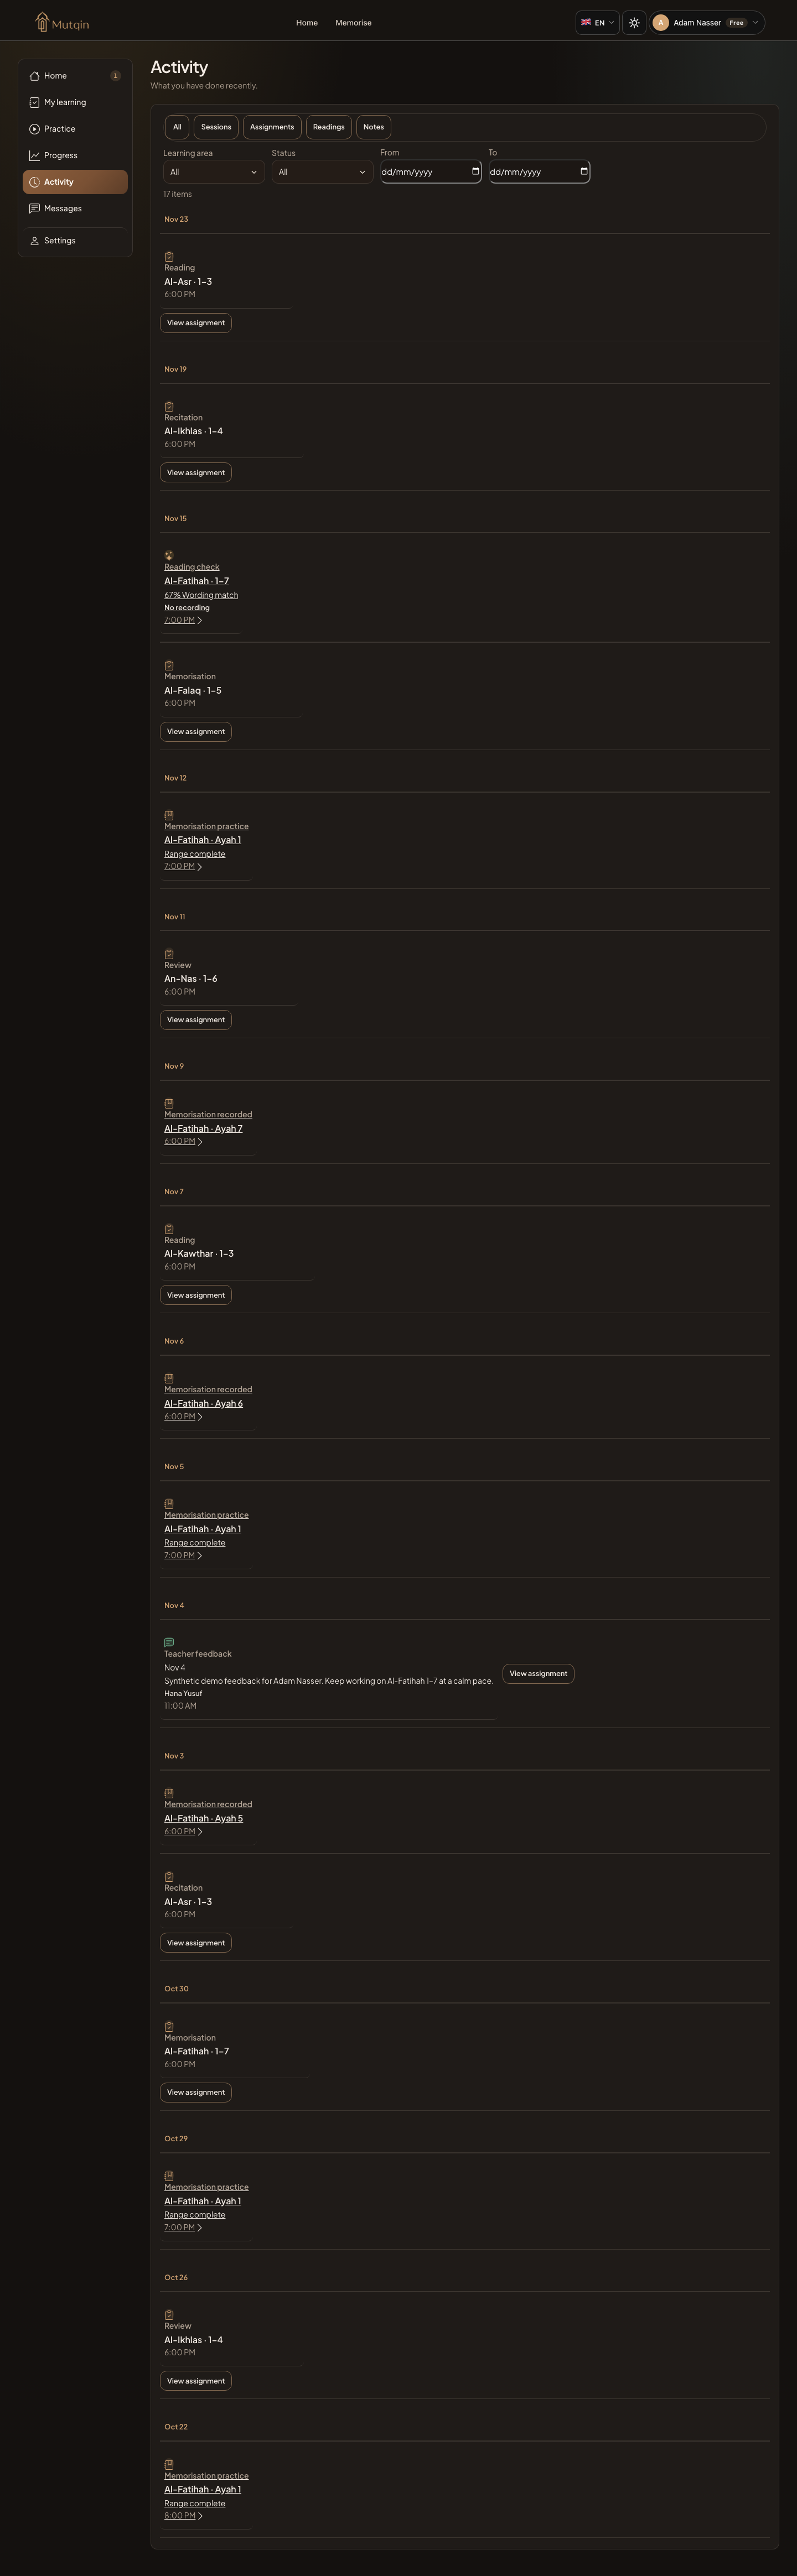 Mutqin
Home
Memorise
EN
A
Adam Nasser
Free
Home
1
My learning
Practice
Progress
Activity
Messages
Settings
Activity
What you have done recently.
All
Sessions
Assignments
Readings
Notes
Learning area
Status
From
To
All
All
dd/mm/yyyy
dd/mm/yyyy
17 items
Nov 23
Reading
Al-Asr · 1–3
6:00 PM
View assignment
Nov 19
Recitation
Al-Ikhlas · 1–4
6:00 PM
View assignment
Nov 15
Reading check
Al-Fatihah · 1–7
67% Wording match
No recording
7:00 PM
Memorisation
Al-Falaq · 1–5
6:00 PM
View assignment
Nov 12
Memorisation practice
Al-Fatihah · Ayah 1
Range complete
7:00 PM
Nov 11
Review
An-Nas · 1–6
6:00 PM
View assignment
Nov 9
Memorisation recorded
Al-Fatihah · Ayah 7
6:00 PM
Nov 7
Reading
Al-Kawthar · 1–3
6:00 PM
View assignment
Nov 6
Memorisation recorded
Al-Fatihah · Ayah 6
6:00 PM
Nov 5
Memorisation practice
Al-Fatihah · Ayah 1
Range complete
7:00 PM
Nov 4
Teacher feedback
Nov 4
Synthetic demo feedback for Adam Nasser. Keep working on Al-Fatihah 1–7 at a calm pace.
Hana Yusuf
11:00 AM
View assignment
Nov 3
Memorisation recorded
Al-Fatihah · Ayah 5
6:00 PM
Recitation
Al-Asr · 1–3
6:00 PM
View assignment
Oct 30
Memorisation
Al-Fatihah · 1–7
6:00 PM
View assignment
Oct 29
Memorisation practice
Al-Fatihah · Ayah 1
Range complete
7:00 PM
Oct 26
Review
Al-Ikhlas · 1–4
6:00 PM
View assignment
Oct 22
Memorisation practice
Al-Fatihah · Ayah 1
Range complete
8:00 PM